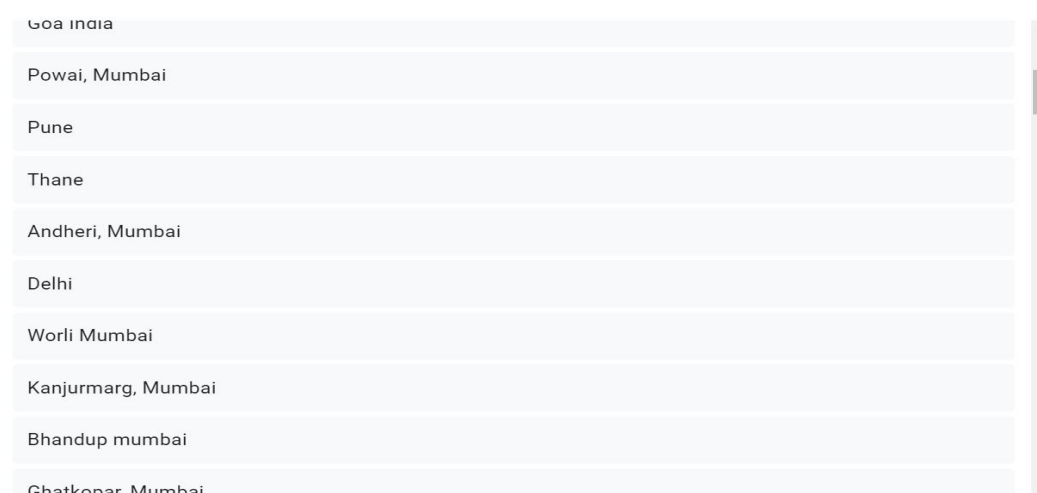 Goa India
Powai, Mumbai
Pune
Thane
Andheri, Mumbai
Delhi
Worli Mumbai
Kanjurmarg, Mumbai
Bhandup mumbai
Ghatkopar, Mumbai